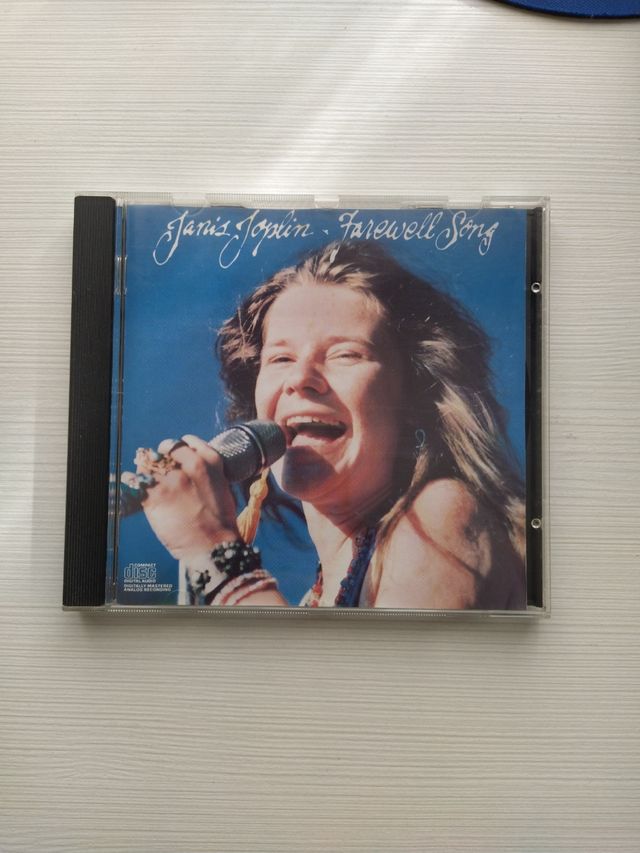 Janis Joplin - Farewell Song
COMPACT
disc
DIGITAL AUDIO
DIGITALLY MASTERED
ANALOG RECORDING